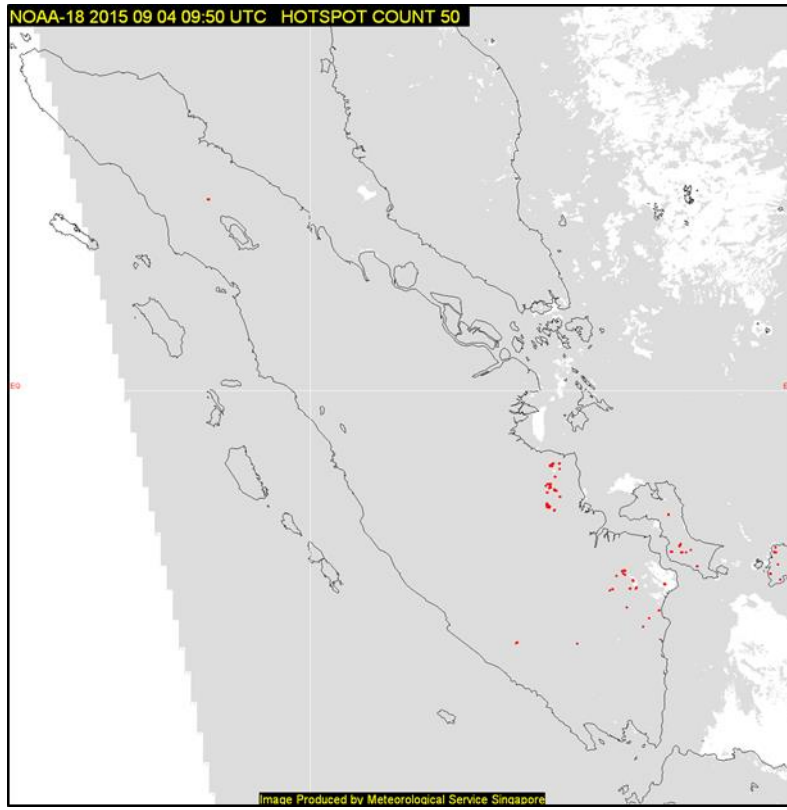 NOAA-18 2015 09 04 09:50 UTC HOTSPOT COUNT 50
EQ
E
Image Produced by Meteorological Service Singapore